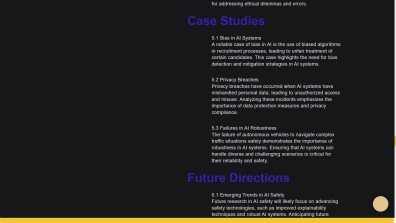 for addressing ethical dilemmas and errors.
Case Studies
5.1 Bias in AI Systems
A notable case of bias in AI is the use of biased algorithms
in recruitment processes, leading to unfair treatment of
certain candidates. This case highlights the need for bias
detection and mitigation strategies in AI systems.
5.2 Privacy Breaches
Privacy breaches have occurred when AI systems have
mishandled personal data, leading to unauthorized access
and misuse. Analyzing these incidents emphasizes the
importance of data protection measures and privacy
compliance.
5.3 Failures in AI Robustness
The failure of autonomous vehicles to navigate complex
traffic situations safely demonstrates the importance of
robustness in AI systems. Ensuring that AI systems can
handle diverse and challenging scenarios is critical for
their reliability and safety.
Future Directions
6.1 Emerging Trends in AI Safety
Future research in AI safety will likely focus on advancing
safety technologies, such as improved explainability
techniques and robust AI systems. Anticipating future